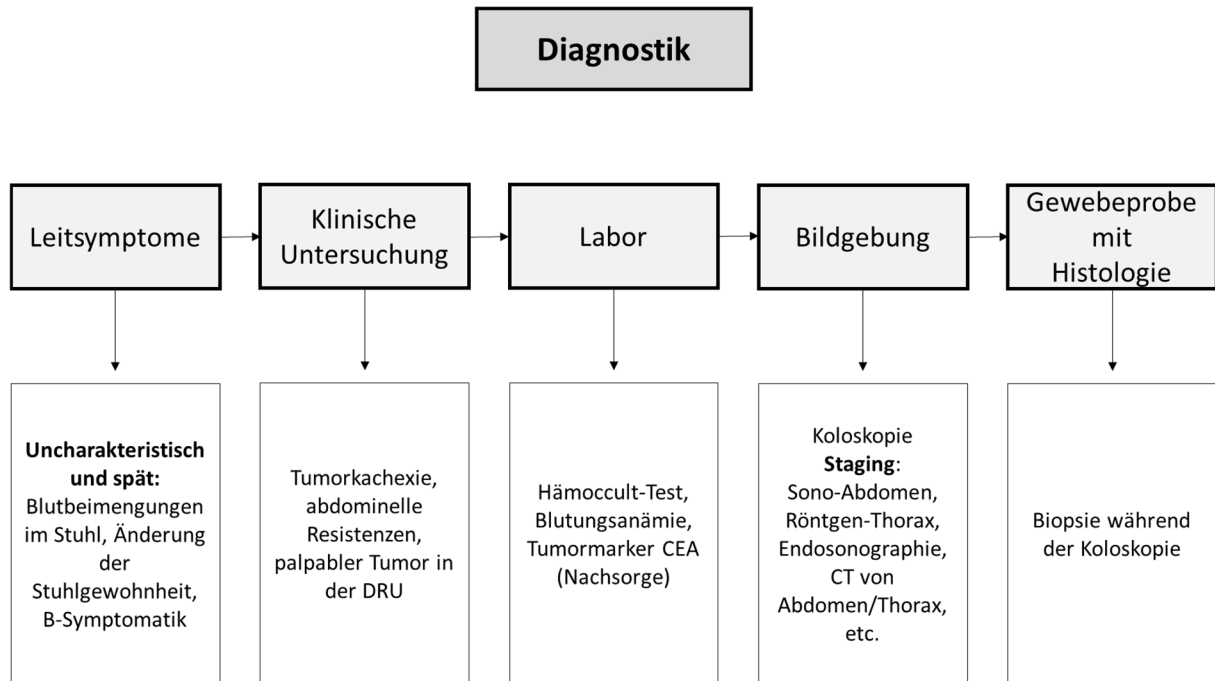 Diagnostik
Leitsymptome
Klinische
Untersuchung
Labor
Bildgebung
Gewebeprobe
mit
Histologie
Uncharakteristisch
und spät:
Blutbeimengungen
im Stuhl, Änderung
der
Stuhlgewohnheit,
B-Symptomatik
Tumorkachexie,
abdominelle
Resistenzen,
palpabler Tumor in
der DRU
Hämoccult-Test,
Blutungsanämie,
Tumormarker CEA
(Nachsorge)
Koloskopie
Staging:
Sono-Abdomen,
Röntgen-Thorax,
Endosonographie,
CT von
Abdomen/Thorax,
etc.
Biopsie während
der Koloskopie